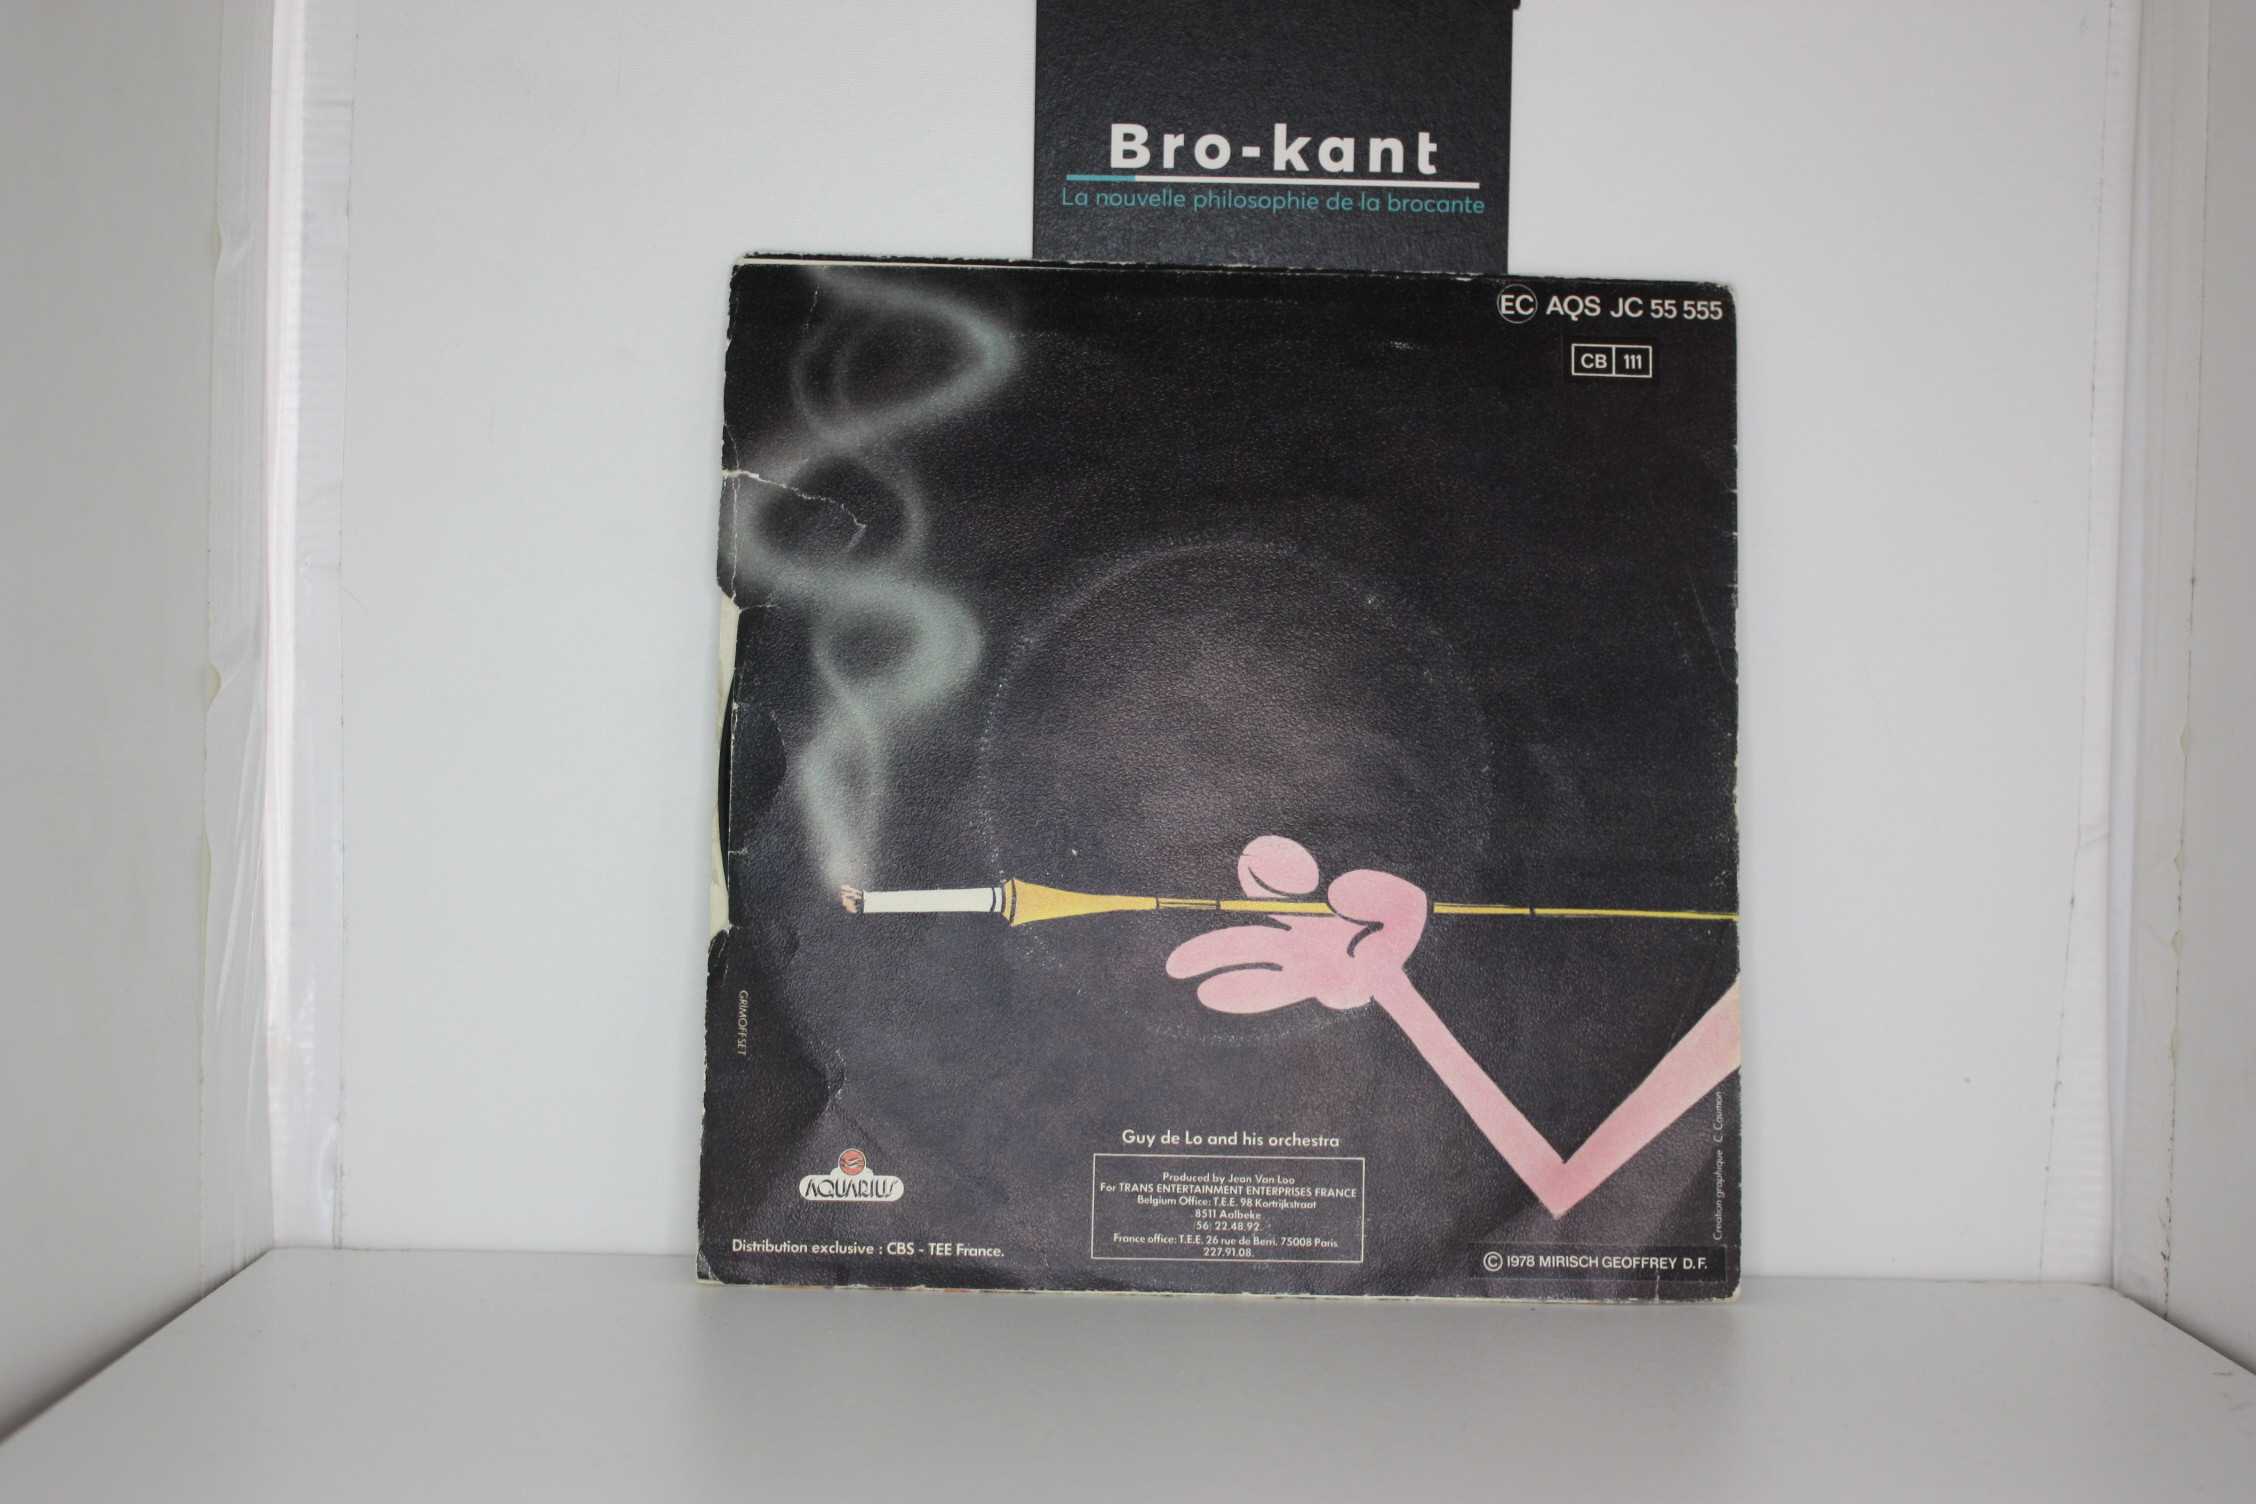 Bro-kant
La nouvelle philosophie de la brocante
EC AQS JC 55 555
CB 111
GRIMOFFSET
Guy de Lo and his orchestra
Produced by Jean Van Loo
For TRANS ENTERTAINMENT ENTERPRISES FRANCE
Belgium Office: T.E.E. 98 Kortrijkstraat
8511 Aalbeke
(56) 22.48.92.
France office: T.E.E. 26 rue de Berri. 75008 Paris
227.91.08.
AQUARIUS
Distribution exclusive : CBS - TEE France.
Création graphique C. Caumon
© 1978 MIRISCH GEOFFREY D.F.